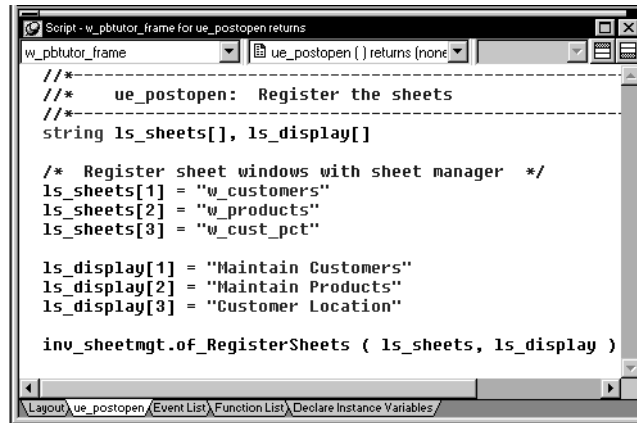 Script - w_pbtutor_frame for ue_postopen returns
w_pbtutor_frame ue_postopen ( ) returns (none
//*-----------------------------------------------------------
//* ue_postopen: Register the sheets
//*-----------------------------------------------------------
string ls_sheets[], ls_display[]
/* Register sheet windows with sheet manager */
ls_sheets[1] = "w_customers"
ls_sheets[2] = "w_products"
ls_sheets[3] = "w_cust_pct"
ls_display[1] = "Maintain Customers"
ls_display[2] = "Maintain Products"
ls_display[3] = "Customer Location"
inv_sheetmgt.of_RegisterSheets ( ls_sheets, ls_display )
Layout ue_postopen Event List Function List Declare Instance Variables